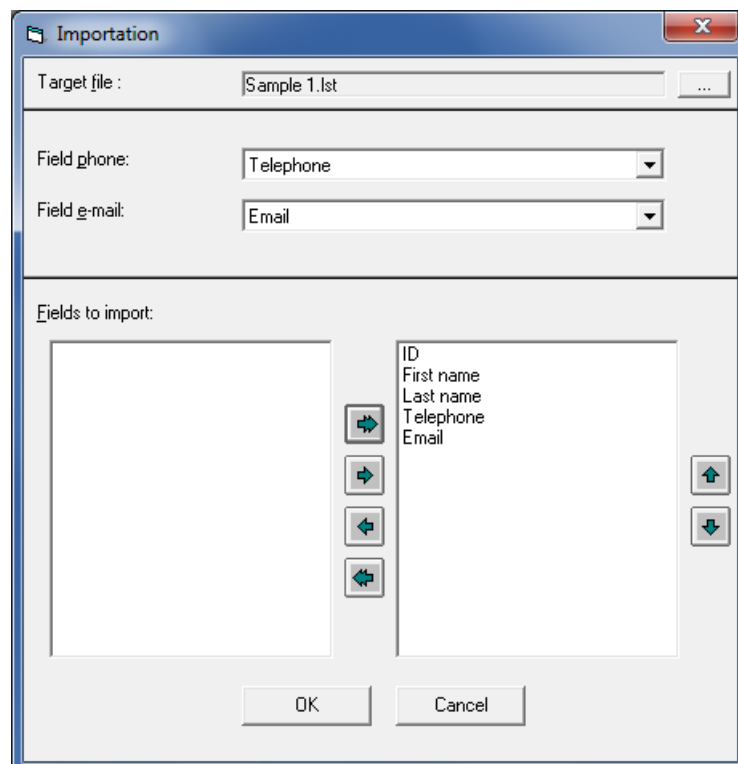 Importation
Target file :
Sample 1.lst
...
Field phone:
Telephone
Field e-mail:
Email
Fields to import:
ID
First name
Last name
Telephone
Email
OK
Cancel